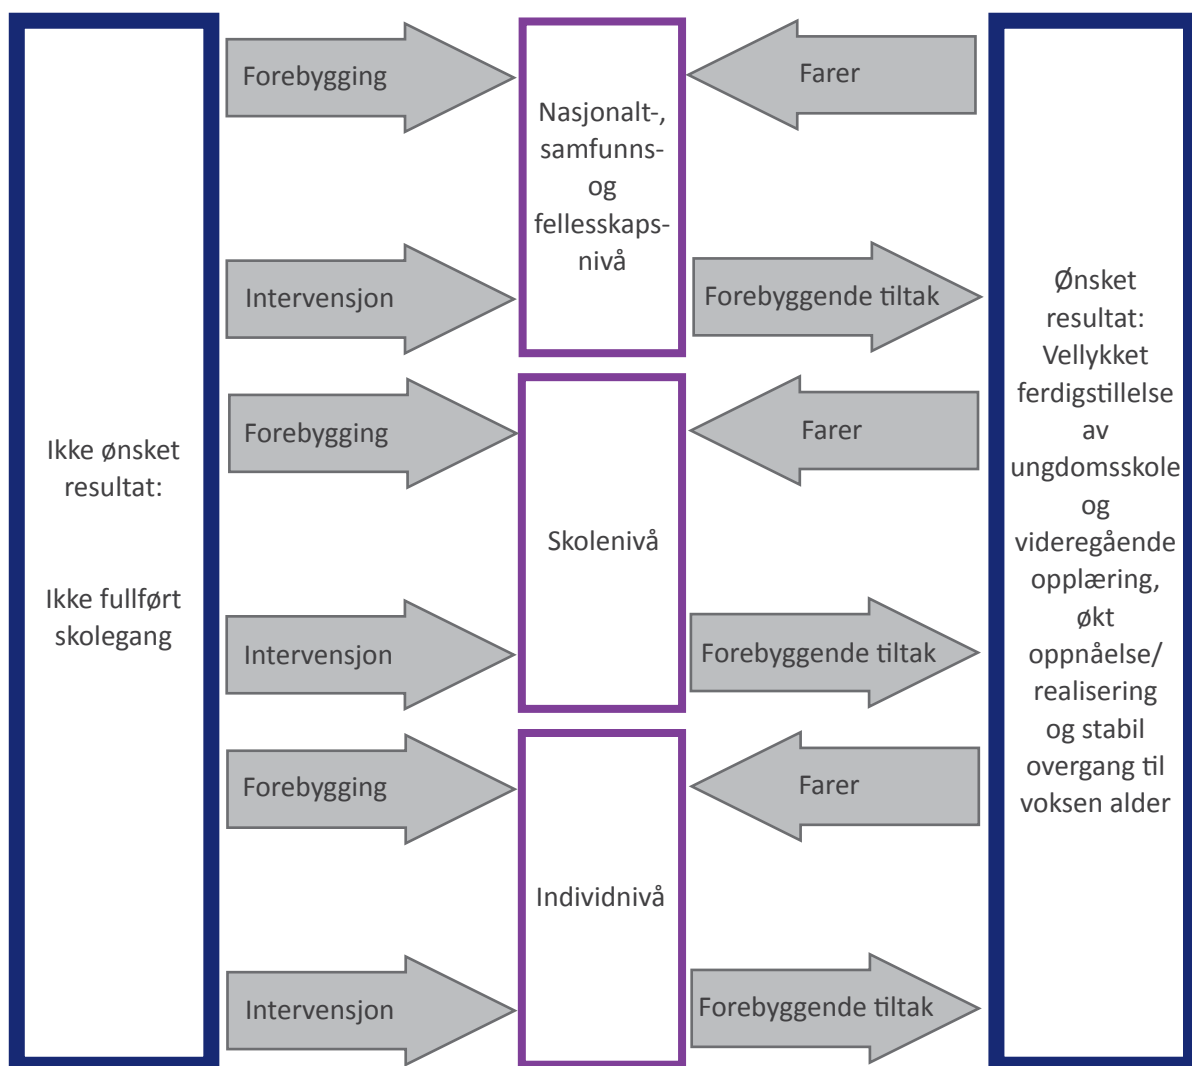 Ikke ønsket
resultat:
Ikke fullført
skolegang
Forebygging
Nasjonalt-,
samfunns-
og
fellesskaps-
nivå
Farer
Intervensjon
Forebyggende tiltak
Forebygging
Skolenivå
Farer
Intervensjon
Forebyggende tiltak
Forebygging
Individnivå
Farer
Intervensjon
Forebyggende tiltak
Ønsket
resultat:
Vellykket
ferdigstillelse
av
ungdomsskole
og
videregående
opplæring,
økt
oppnåelse/
realisering
og stabil
overgang til
voksen alder